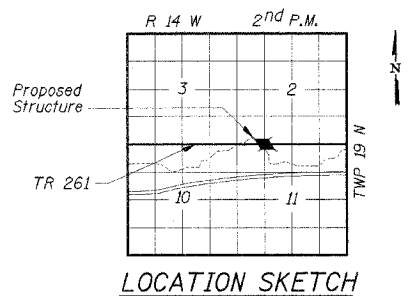 R 14 W 2nd P.M.
N
Proposed
Structure
3 2
TWP 19 N
TR 261
10 11
LOCATION SKETCH